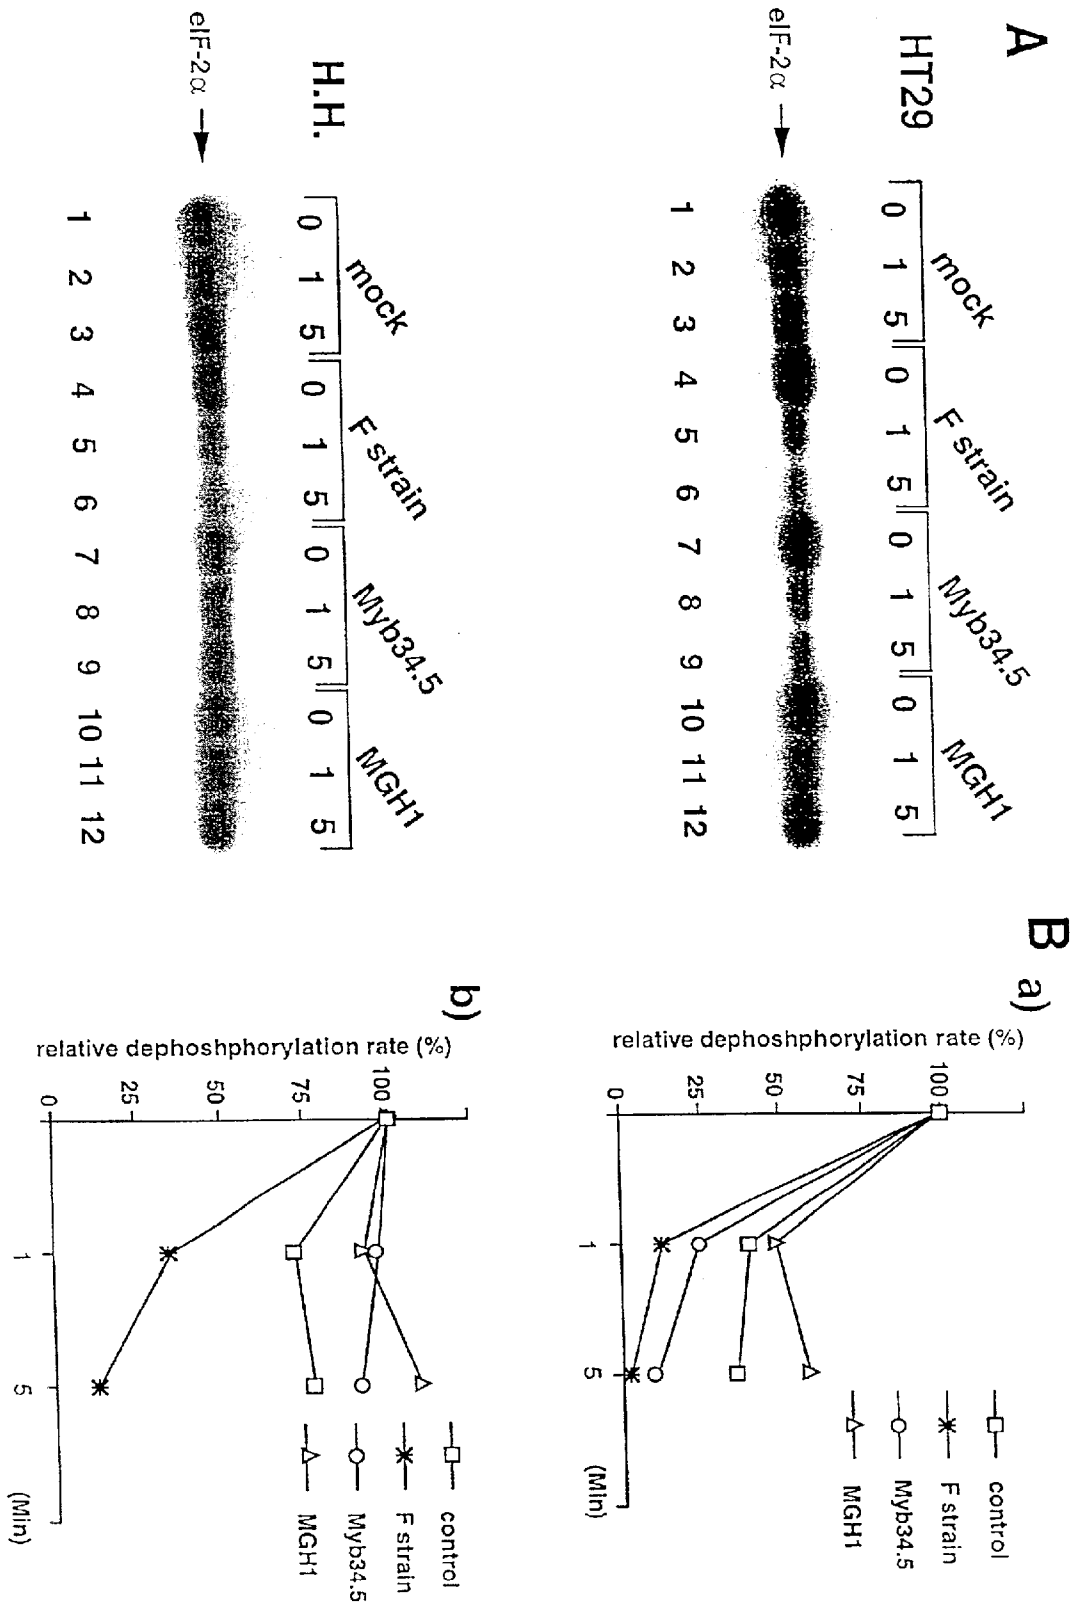 A
HT29
mock F strain Myb34.5 MGH1
0 1 5 0 1 5 0 1 5 0 1 5
eIF-2α
1 2 3 4 5 6 7 8 9 10 11 12
H.H.
mock F strain Myb34.5 MGH1
0 1 5 0 1 5 0 1 5 0 1 5
eIF-2α
1 2 3 4 5 6 7 8 9 10 11 12
B
a)
relative dephoshphorylation rate (%)
100
75
50
25
0
1 5 (Min)
control
F strain
Myb34.5
MGH1
b)
relative dephoshphorylation rate (%)
100
75
50
25
0
1 5 (Min)
control
F strain
Myb34.5
MGH1